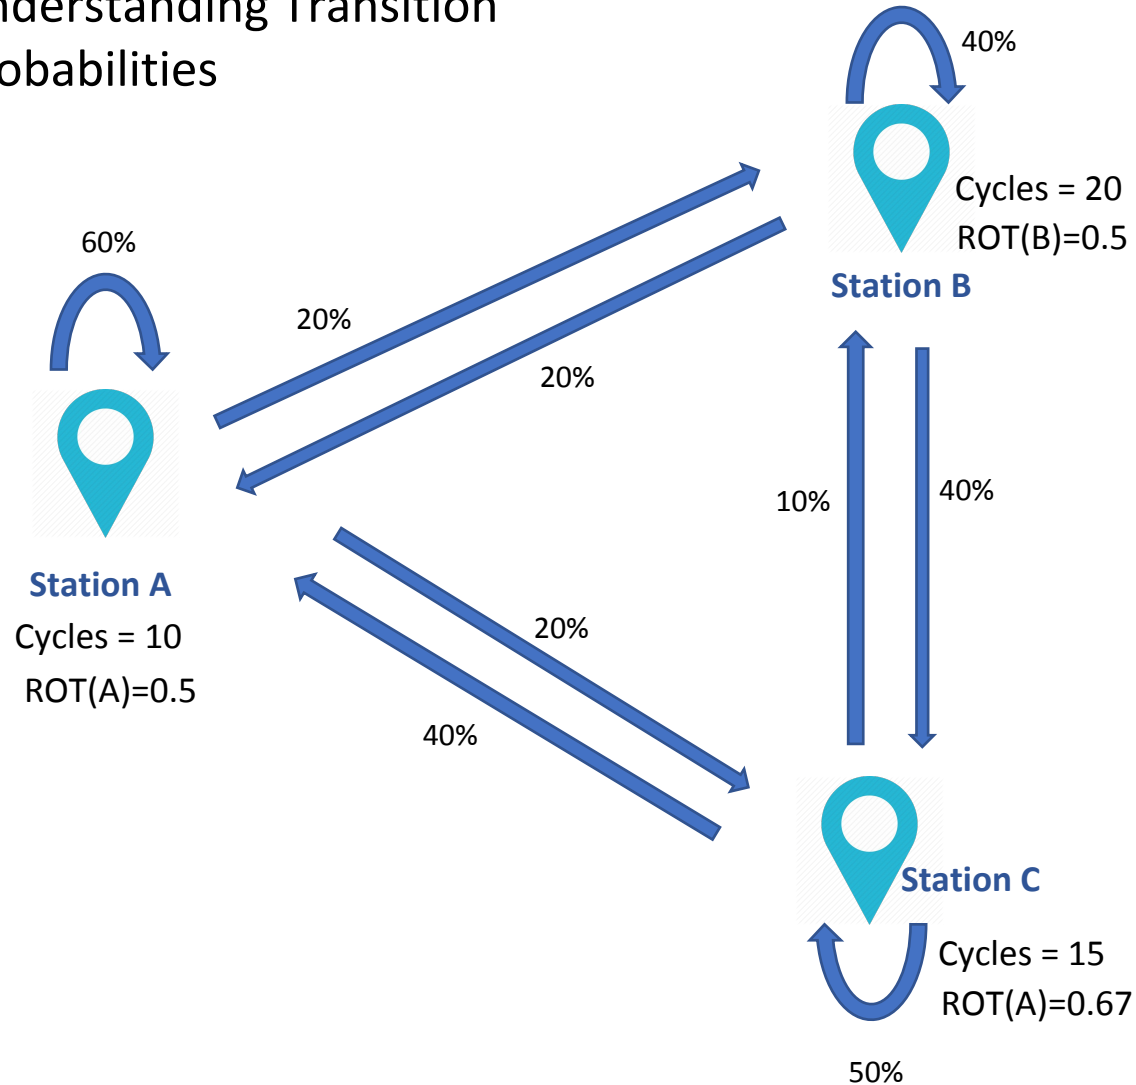 nderstanding Transition
obabilities
40%
Cycles = 20
ROT(B)=0.5
Station B
60%
20%
20%
10%
40%
Station A
Cycles = 10
ROT(A)=0.5
20%
40%
Station C
Cycles = 15
ROT(A)=0.67
50%